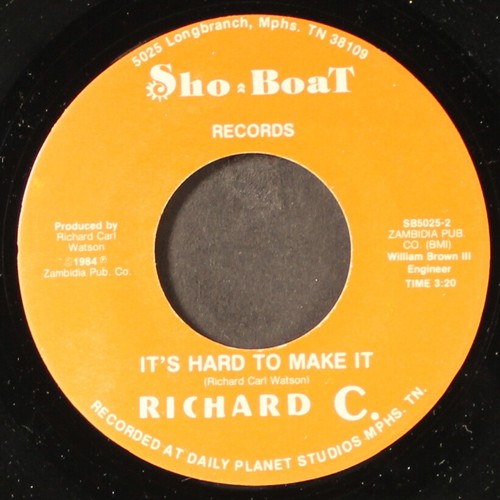 5025 Longbranch, Mphs. TN 38109
Sho-BoaT
RECORDS
Produced by
Richard Carl
Watson
©1984℗
Zambidia Pub. Co.
SB5025-2
ZAMBIDIA PUB.
CO. (BMI)
William Brown III
Engineer
TIME 3:20
IT'S HARD TO MAKE IT
(Richard Carl Watson)
RICHARD C.
RECORDED AT DAILY PLANET STUDIOS MPHS. TN.